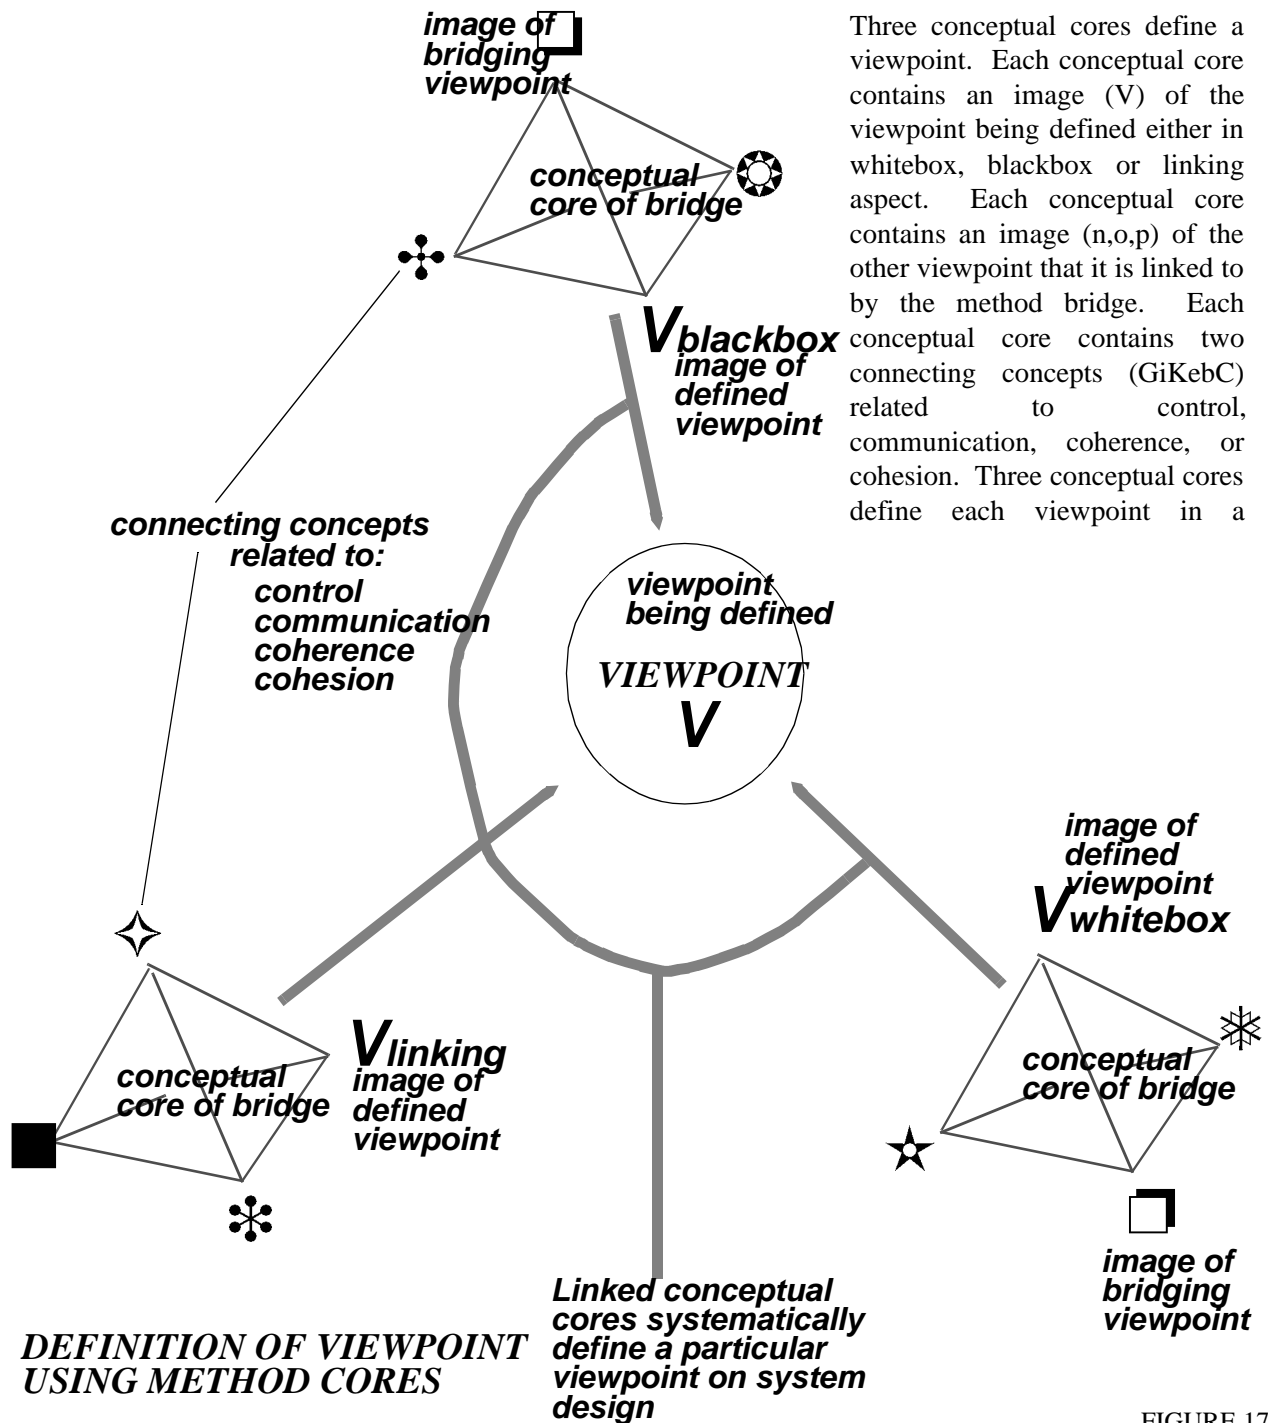 image of
bridging
viewpoint
conceptual
core of bridge
Vblackbox
image of
defined
viewpoint
Three conceptual cores define a
viewpoint. Each conceptual core
contains an image (V) of the
viewpoint being defined either in
whitebox, blackbox or linking
aspect. Each conceptual core
contains an image (n,o,p) of the
other viewpoint that it is linked to
by the method bridge. Each
conceptual core contains two
connecting concepts (GiKebC)
related to control,
communication, coherence, or
cohesion. Three conceptual cores
define each viewpoint in a
connecting concepts
related to:
control
communication
coherence
cohesion
viewpoint
being defined
VIEWPOINT
V
image of
defined
viewpoint
Vwhitebox
conceptual
core of bridge
image of
bridging
viewpoint
Vlinking
image of
defined
viewpoint
conceptual
core of bridge
Linked conceptual
cores systematically
define a particular
viewpoint on system
design
DEFINITION OF VIEWPOINT
USING METHOD CORES
FIGURE 17